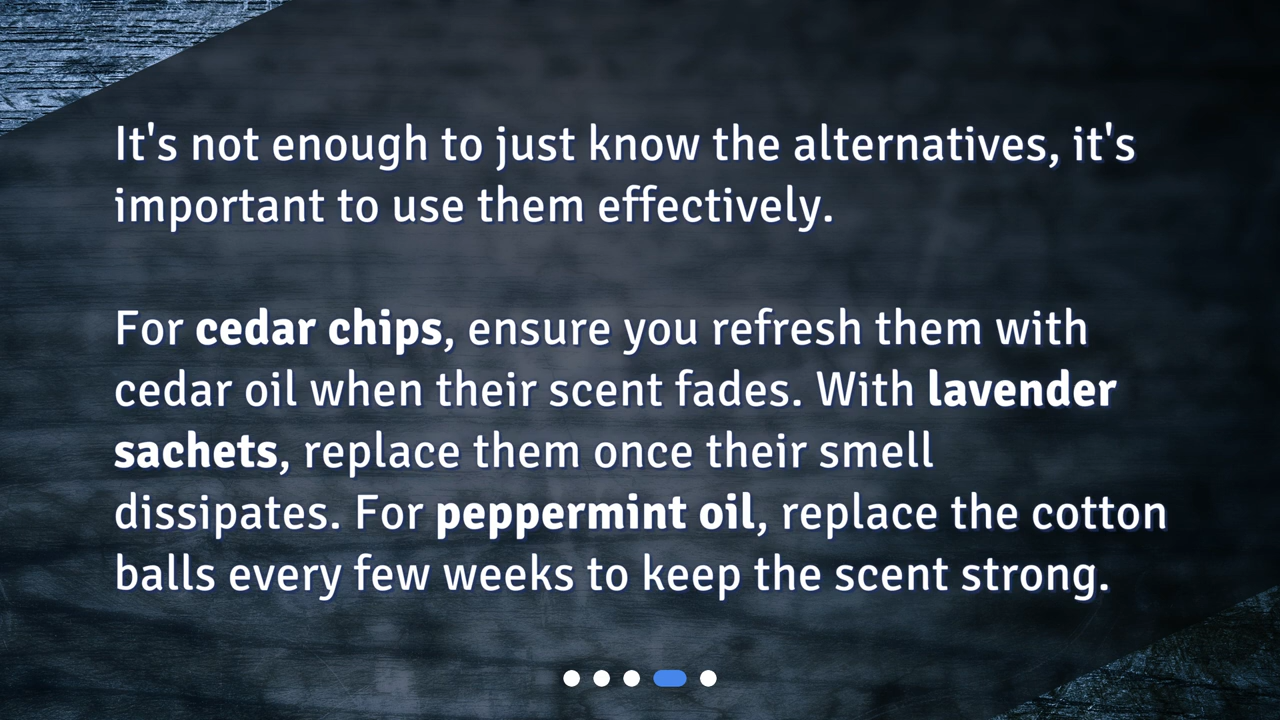 It's not enough to just know the alternatives, it's
important to use them effectively.
For cedar chips, ensure you refresh them with
cedar oil when their scent fades. With lavender
sachets, replace them once their smell
dissipates. For peppermint oil, replace the cotton
balls every few weeks to keep the scent strong.